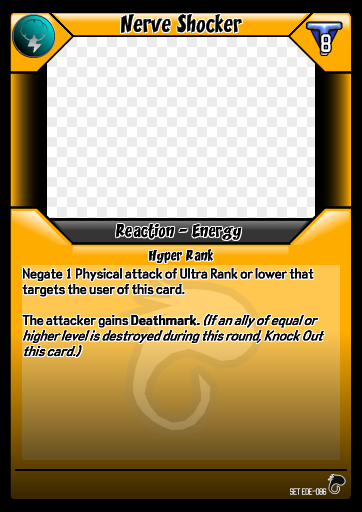 Nerve Shocker
8
Reaction - Energy
Hyper Rank
Negate 1 Physical attack of Ultra Rank or lower that
targets the user of this card.
The attacker gains Deathmark. (If an ally of equal or
higher level is destroyed during this round, Knock Out
this card.)
SET EOE-086